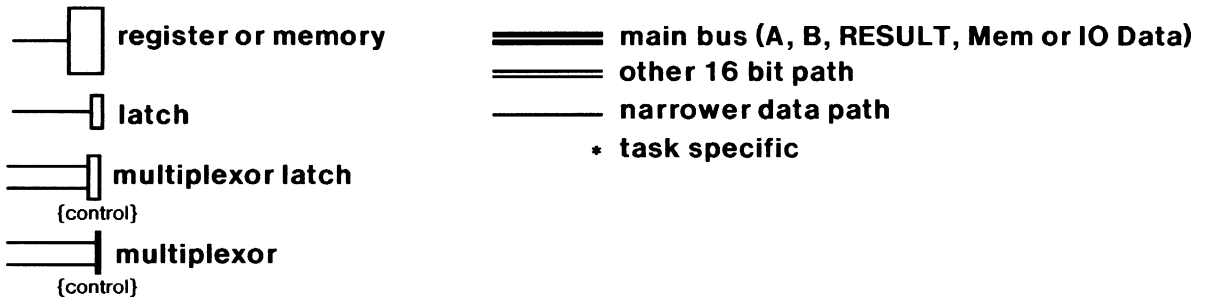 register or memory
latch
multiplexor latch
{control}
multiplexor
{control}
main bus (A, B, RESULT, Mem or IO Data)
other 16 bit path
narrower data path
* task specific